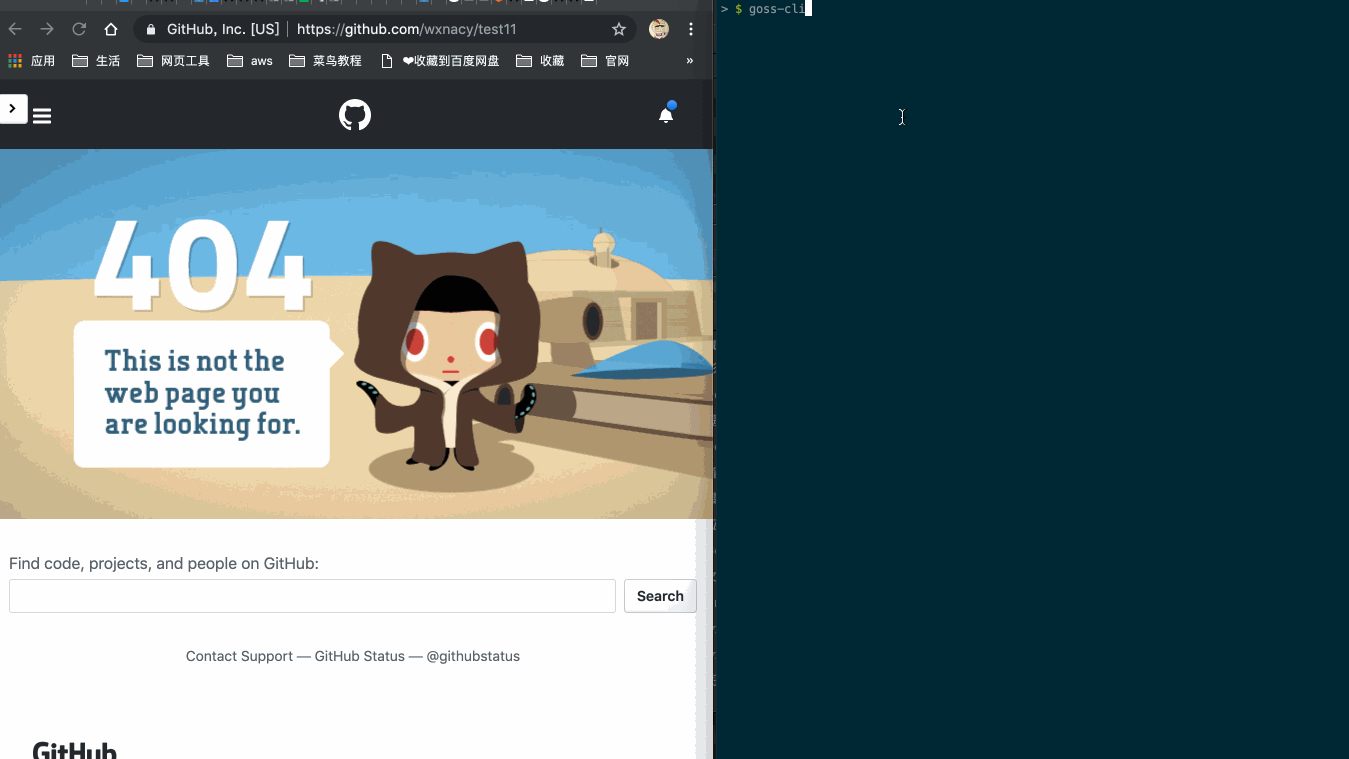 GitHub, Inc. [US] | https://github.com/wxnacy/test11
应用 生活 网页工具 aws 菜鸟教程 ❤收藏到百度网盘 收藏 官网 »
404
This is not the
web page you
are looking for.
Find code, projects, and people on GitHub:
Search
Contact Support — GitHub Status — @githubstatus
GitHub
> $ goss-cli